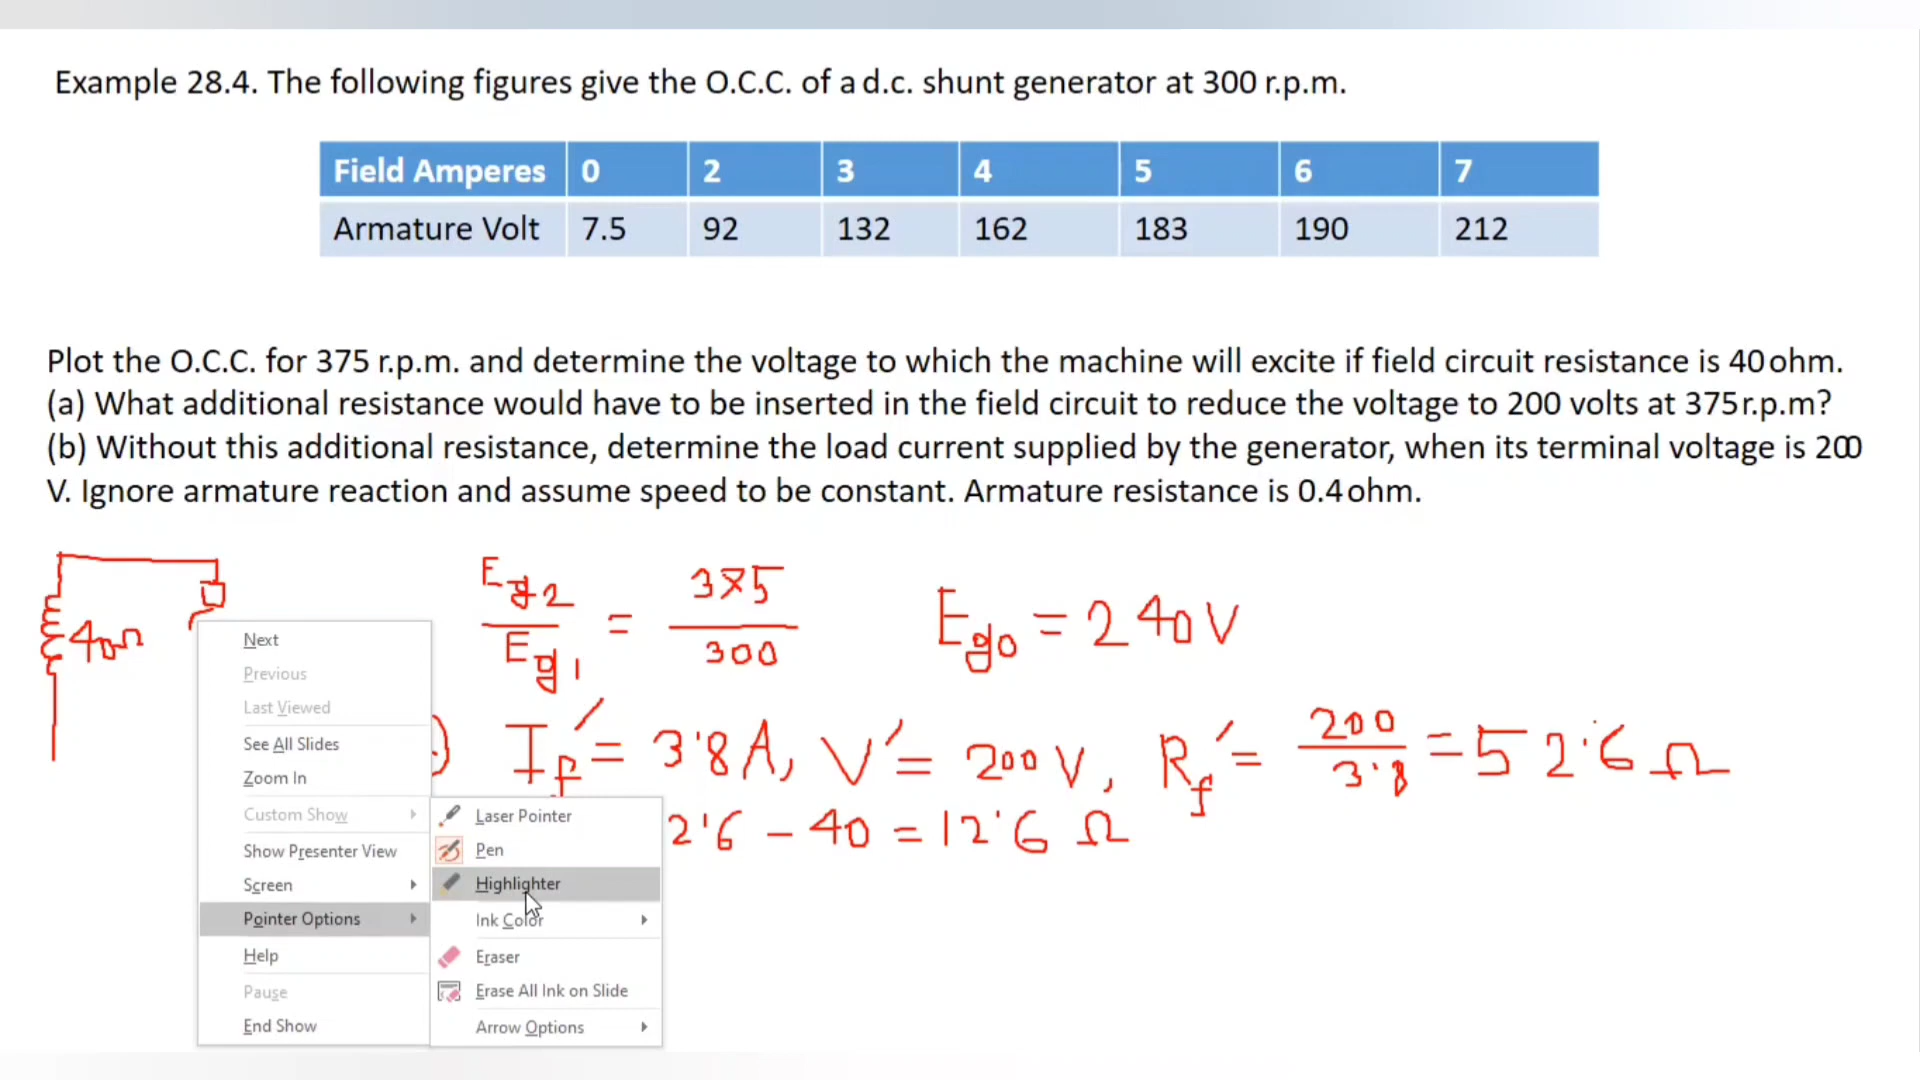 Example 28.4. The following figures give the O.C.C. of a d.c. shunt generator at 300 r.p.m.
Field Amperes 0 2 3 4 5 6 7
Armature Volt 7.5 92 132 162 183 190 212
Plot the O.C.C. for 375 r.p.m. and determine the voltage to which the machine will excite if field circuit resistance is 40 ohm.
(a) What additional resistance would have to be inserted in the field circuit to reduce the voltage to 200 volts at 375 r.p.m?
(b) Without this additional resistance, determine the load current supplied by the generator, when its terminal voltage is 200
V. Ignore armature reaction and assume speed to be constant. Armature resistance is 0.4 ohm.
40Ω
Eg2 / Eg1 = 375 / 300
Eg0 = 240 V
) If' = 3.8 A, V' = 200 V, Rf' = 200 / 3.8 = 52.6 Ω
2.6 - 40 = 12.6 Ω
Next
Previous
Last Viewed
See All Slides
Zoom In
Custom Show
Show Presenter View
Screen
Pointer Options
Help
Pause
End Show
Laser Pointer
Pen
Highlighter
Ink Color
Eraser
Erase All Ink on Slide
Arrow Options